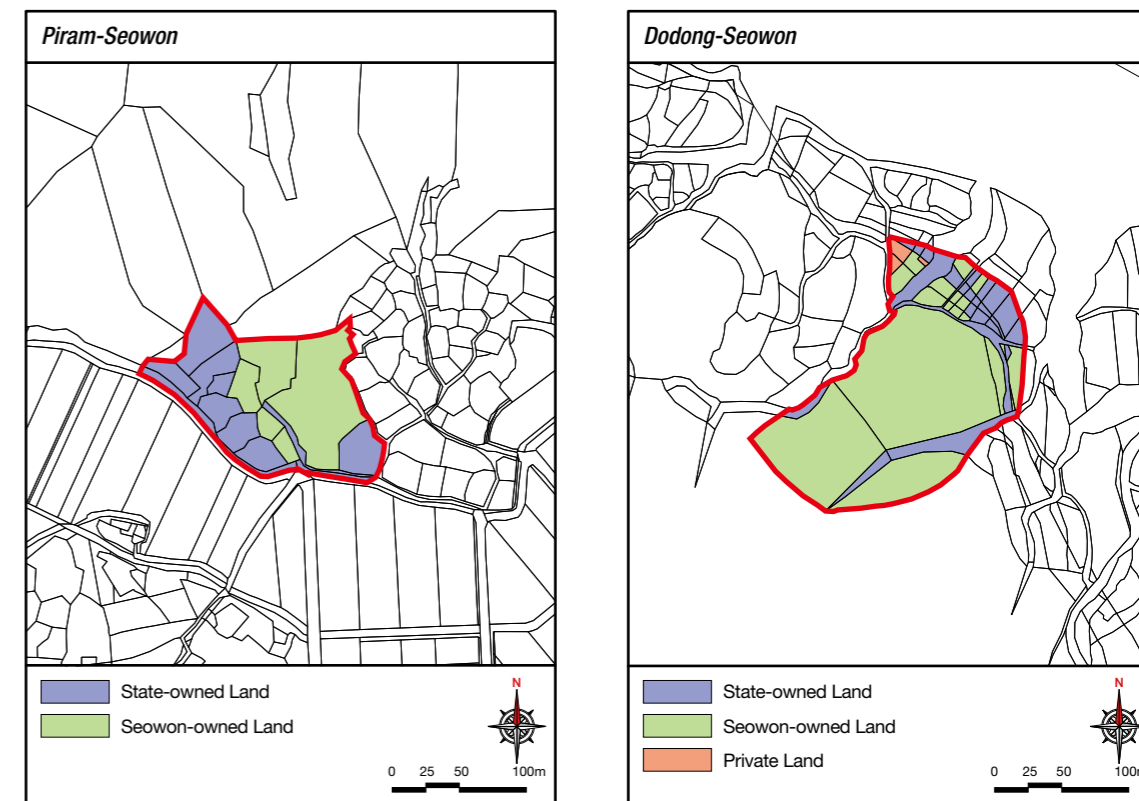 Piram-Seowon
State-owned Land
Seowon-owned Land
N
0 25 50 100m
Dodong-Seowon
State-owned Land
Seowon-owned Land
Private Land
N
0 25 50 100m